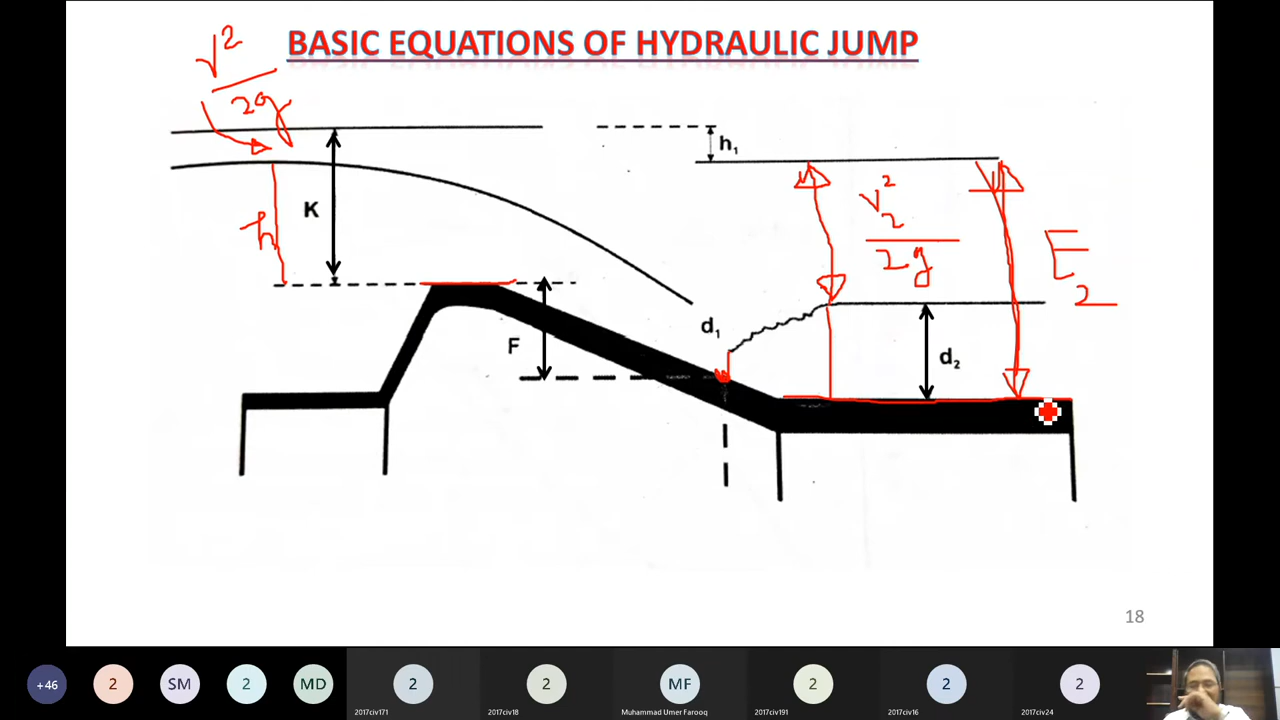 BASIC EQUATIONS OF HYDRAULIC JUMP
V²
2g
h₁
K
h
V₂²
2g
E₂
F
d₁
d₂
18
+46
2
SM
2
MD
2
2
MF
2
2
2
2017civ171
2017civ18
Muhammad Umer Farooq
2017civ191
2017civ16
2017civ24